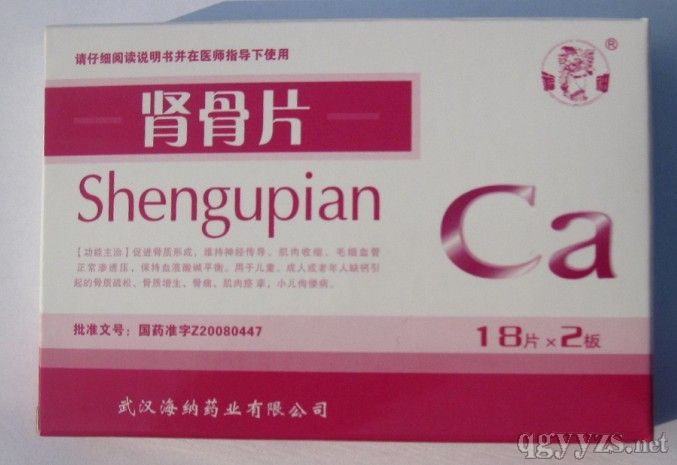 请仔细阅读说明书并在医师指导下使用
®
肾骨片
Shengupian
Ca
【功能主治】促进骨质形成，维持神经传导、肌肉收缩、毛细血管
正常渗透压，保持血液酸碱平衡。用于儿童、成人或老年人缺钙引
起的骨质疏松、骨质增生、骨痛、肌肉痉挛，小儿佝偻病。
批准文号：国药准字Z20080447
18片×2板
武汉海纳药业有限公司
qgyyzs.net